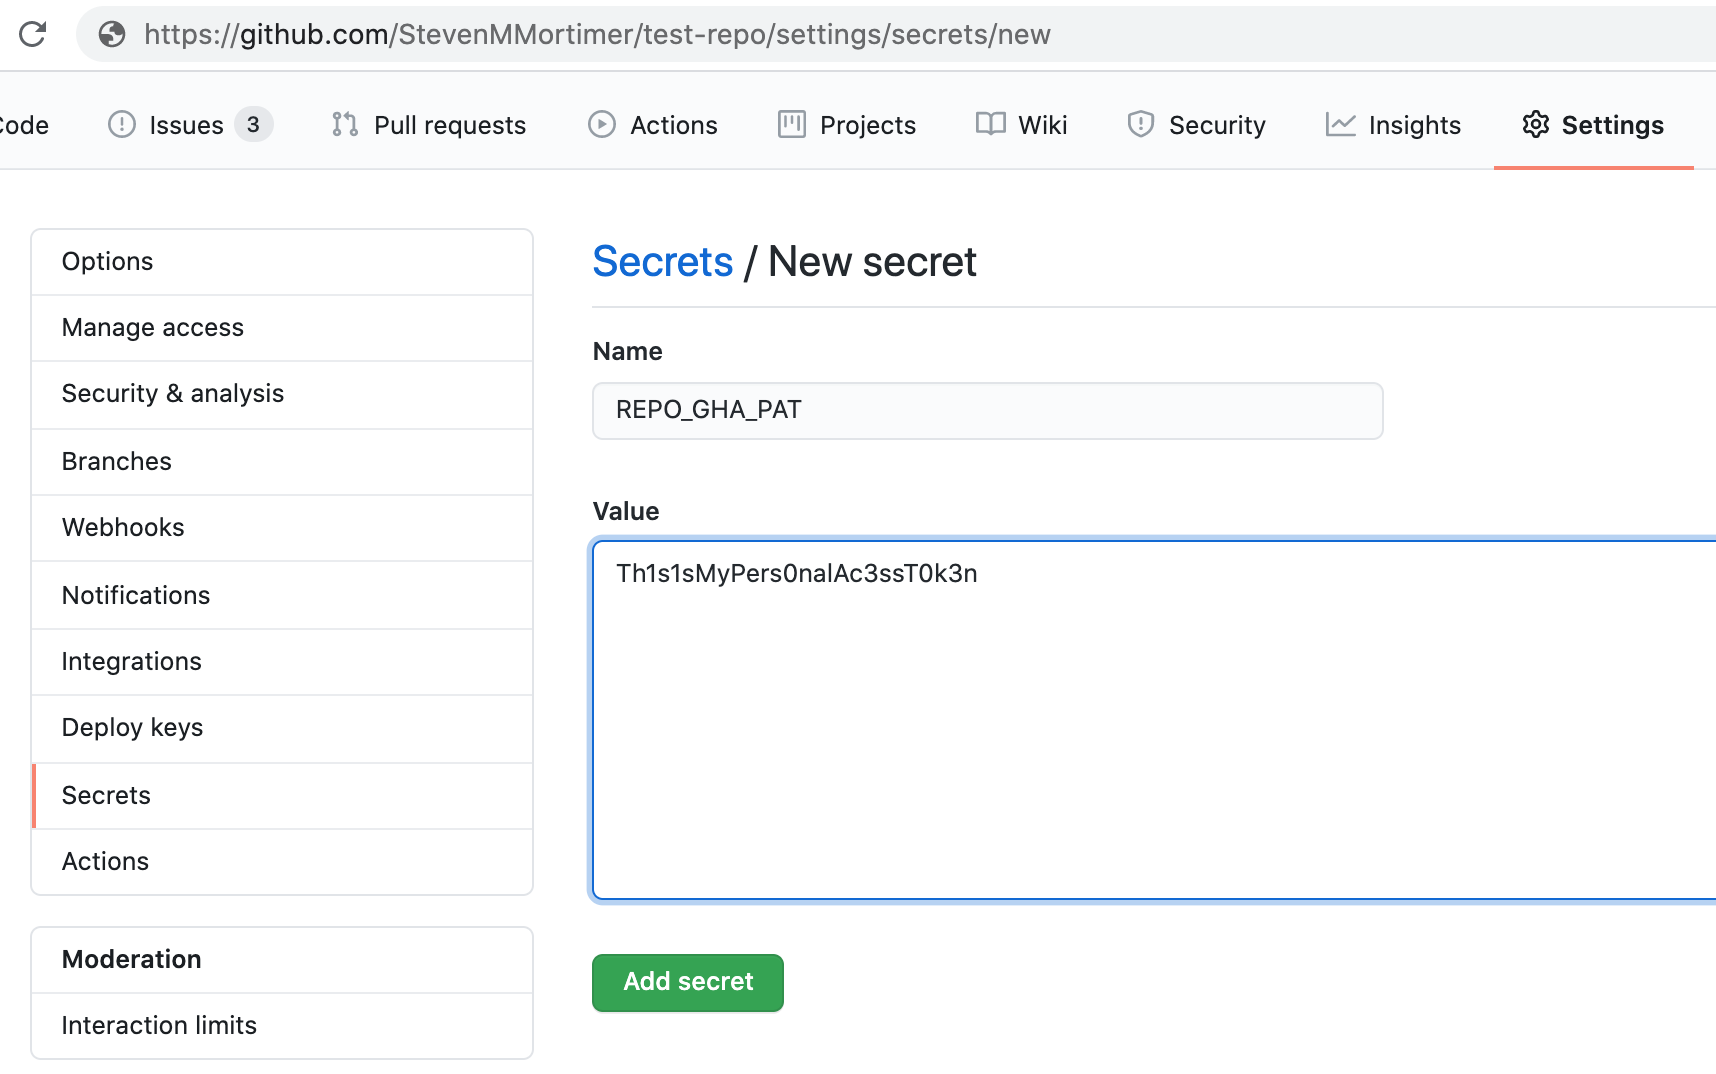 https://github.com/StevenMMortimer/test-repo/settings/secrets/new
ode Issues 3 Pull requests Actions Projects Wiki Security Insights Settings
Options
Manage access
Security & analysis
Branches
Webhooks
Notifications
Integrations
Deploy keys
Secrets
Actions
Moderation
Interaction limits
Secrets / New secret
Name
REPO_GHA_PAT
Value
Th1s1sMyPers0nalAc3ssT0k3n
Add secret